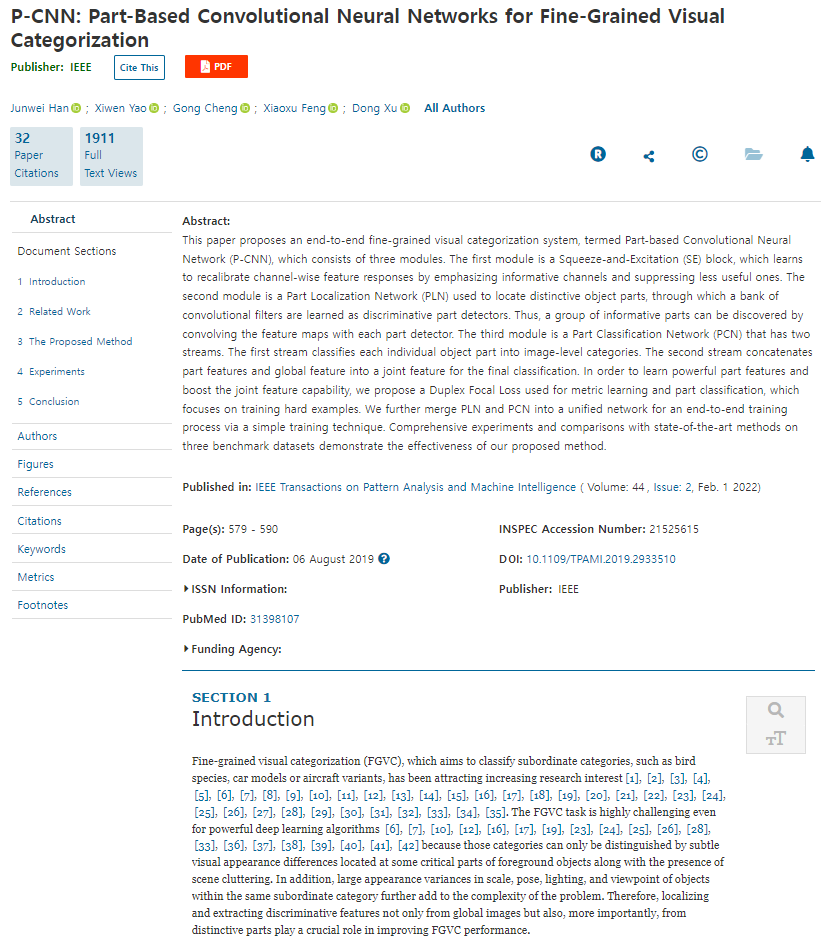 P-CNN: Part-Based Convolutional Neural Networks for Fine-Grained Visual
Categorization
Publisher: IEEE
Cite This
PDF
Junwei Han ; Xiwen Yao ; Gong Cheng ; Xiaoxu Feng ; Dong Xu All Authors
32
Paper
Citations
1911
Full
Text Views
Abstract
Document Sections
1 Introduction
2 Related Work
3 The Proposed Method
4 Experiments
5 Conclusion
Authors
Figures
References
Citations
Keywords
Metrics
Footnotes
Abstract:
This paper proposes an end-to-end fine-grained visual categorization system, termed Part-based Convolutional Neural
Network (P-CNN), which consists of three modules. The first module is a Squeeze-and-Excitation (SE) block, which learns
to recalibrate channel-wise feature responses by emphasizing informative channels and suppressing less useful ones. The
second module is a Part Localization Network (PLN) used to locate distinctive object parts, through which a bank of
convolutional filters are learned as discriminative part detectors. Thus, a group of informative parts can be discovered by
convolving the feature maps with each part detector. The third module is a Part Classification Network (PCN) that has two
streams. The first stream classifies each individual object part into image-level categories. The second stream concatenates
part features and global feature into a joint feature for the final classification. In order to learn powerful part features and
boost the joint feature capability, we propose a Duplex Focal Loss used for metric learning and part classification, which
focuses on training hard examples. We further merge PLN and PCN into a unified network for an end-to-end training
process via a simple training technique. Comprehensive experiments and comparisons with state-of-the-art methods on
three benchmark datasets demonstrate the effectiveness of our proposed method.
Published in: IEEE Transactions on Pattern Analysis and Machine Intelligence ( Volume: 44 , Issue: 2, Feb. 1 2022)
Page(s): 579 - 590
INSPEC Accession Number: 21525615
Date of Publication: 06 August 2019
DOI: 10.1109/TPAMI.2019.2933510
ISSN Information:
Publisher: IEEE
PubMed ID: 31398107
Funding Agency:
SECTION 1
Introduction
Fine-grained visual categorization (FGVC), which aims to classify subordinate categories, such as bird
species, car models or aircraft variants, has been attracting increasing research interest [1], [2], [3], [4],
[5], [6], [7], [8], [9], [10], [11], [12], [13], [14], [15], [16], [17], [18], [19], [20], [21], [22], [23], [24],
[25], [26], [27], [28], [29], [30], [31], [32], [33], [34], [35]. The FGVC task is highly challenging even
for powerful deep learning algorithms [6], [7], [10], [12], [16], [17], [19], [23], [24], [25], [26], [28],
[33], [36], [37], [38], [39], [40], [41], [42] because those categories can only be distinguished by subtle
visual appearance differences located at some critical parts of foreground objects along with the presence of
scene cluttering. In addition, large appearance variances in scale, pose, lighting, and viewpoint of objects
within the same subordinate category further add to the complexity of the problem. Therefore, localizing
and extracting discriminative features not only from global images but also, more importantly, from
distinctive parts play a crucial role in improving FGVC performance.